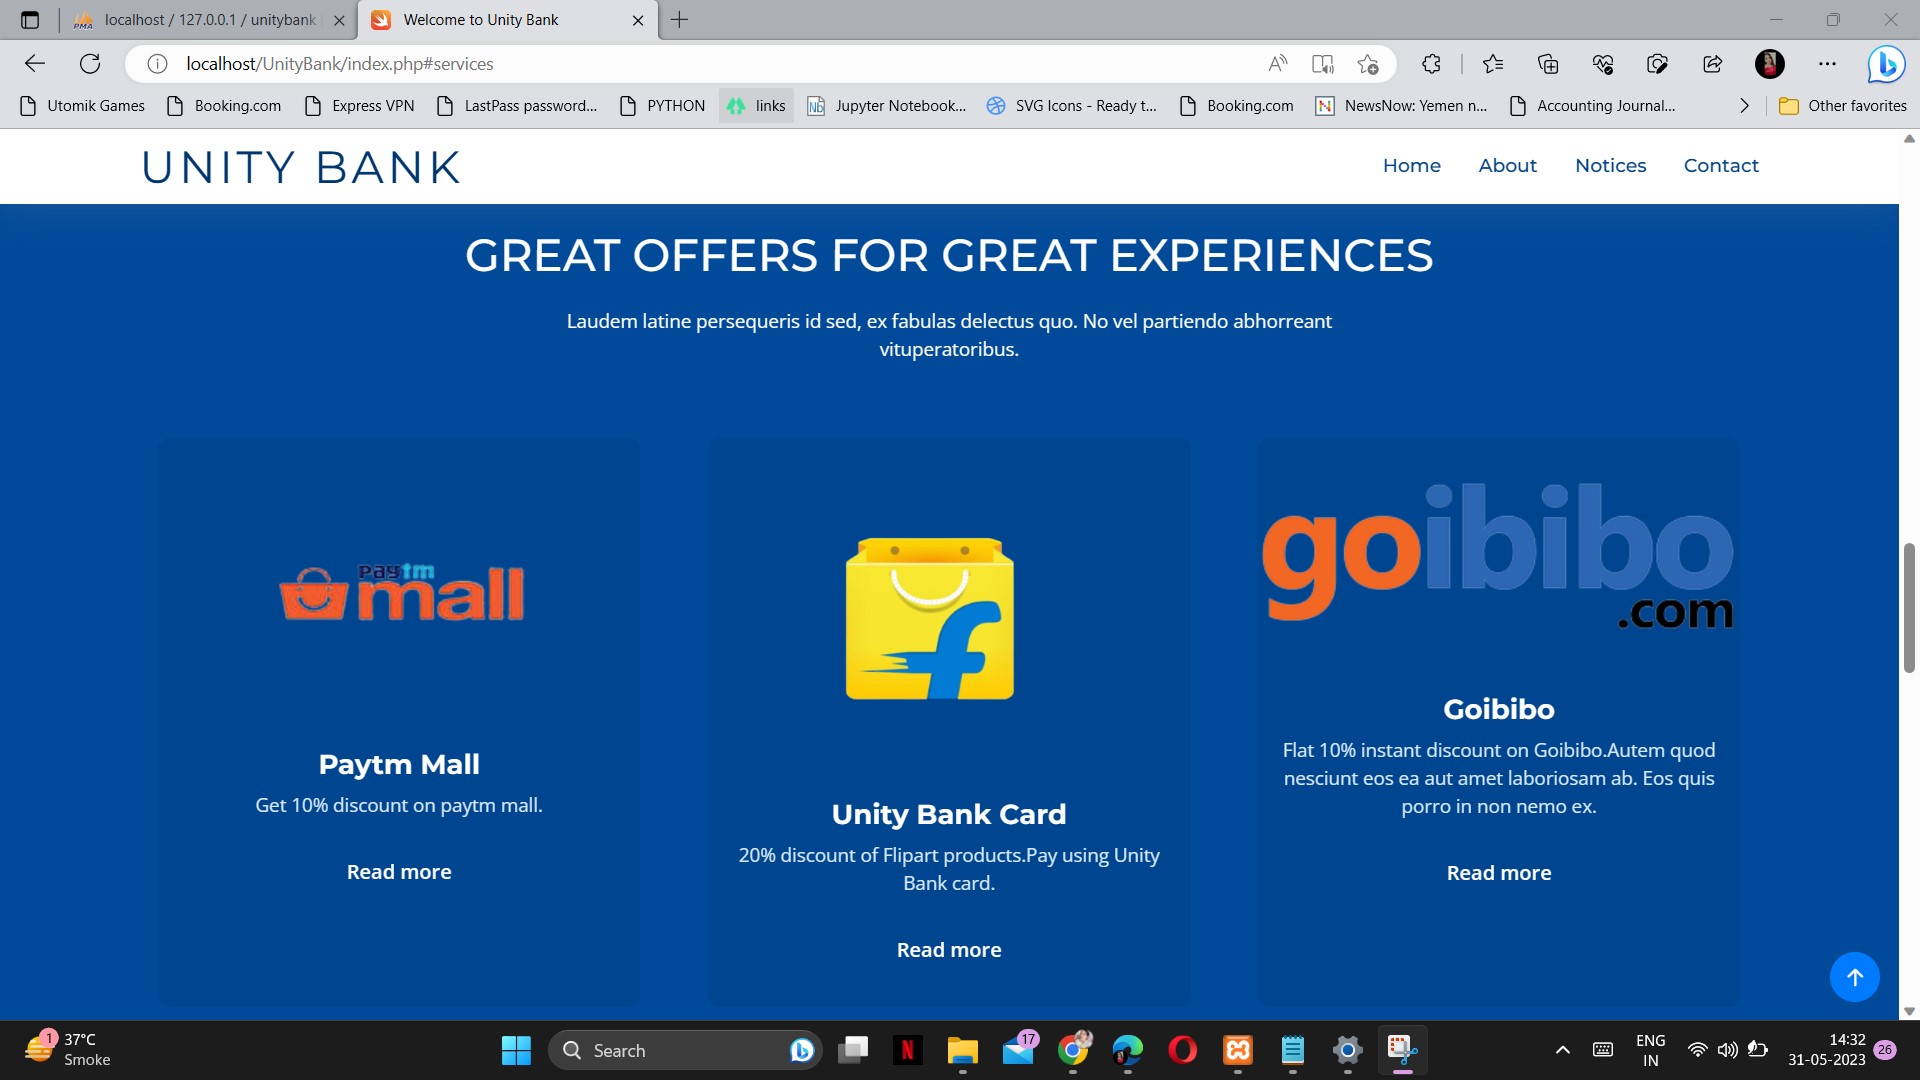 localhost / 127.0.0.1 / unitybank
Welcome to Unity Bank
localhost/UnityBank/index.php#services
Utomik Games
Booking.com
Express VPN
LastPass password...
PYTHON
links
Jupyter Notebook...
SVG Icons - Ready t...
Booking.com
NewsNow: Yemen n...
Accounting Journal...
Other favorites
UNITY BANK
Home
About
Notices
Contact
GREAT OFFERS FOR GREAT EXPERIENCES
Laudem latine persequeris id sed, ex fabulas delectus quo. No vel partiendo abhorreant
vituperatoribus.
paytm
mall
Paytm Mall
Get 10% discount on paytm mall.
Read more
f
Unity Bank Card
20% discount of Flipart products.Pay using Unity
Bank card.
Read more
goibibo
.com
Goibibo
Flat 10% instant discount on Goibibo.Autem quod
nesciunt eos ea aut amet laboriosam ab. Eos quis
porro in non nemo ex.
Read more
1
37°C
Smoke
Search
17
ENG
IN
14:32
31-05-2023
26